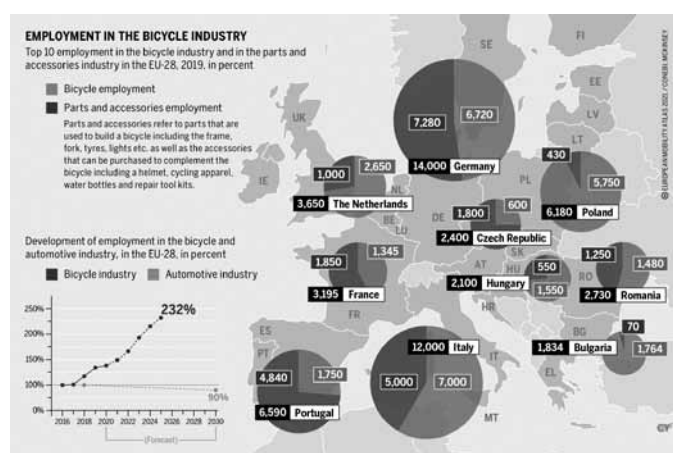 EMPLOYMENT IN THE BICYCLE INDUSTRY
Top 10 employment in the bicycle industry and in the parts and
accessories industry in the EU-28, 2019, in percent
Bicycle employment
Parts and accessories employment
Parts and accessories refer to parts that are
used to build a bicycle including the frame,
fork, tyres, lights etc. as well as the accessories
that can be purchased to complement the
bicycle including a helmet, cycling apparel,
water bottles and repair tool kits.
Development of employment in the bicycle and
automotive industry, in the EU-28, in percent
Bicycle industry
Automotive industry
250%
200%
150%
100%
0%
232%
90%
2016
2018
2020
2022
2024
2026
2028
2030
(Forecast)
SE
FI
EE
LV
LT
UK
IE
NL
BE
LU
DE
PL
SK
AT
HU
RO
HR
FR
ES
PT
IT
BG
EL
MT
CY
7,280
6,720
14,000 Germany
1,000
2,650
3,650 The Netherlands
430
5,750
6,180 Poland
1,800
600
2,400 Czech Republic
1,850
1,345
3,195 France
550
2,100 Hungary
1,550
1,250
1,480
2,730 Romania
70
1,834 Bulgaria
1,764
12,000 Italy
5,000
7,000
4,840
1,750
6,590 Portugal
© EUROPEAN MOBILITY ATLAS 2021 / CONEBI, MCKINSEY